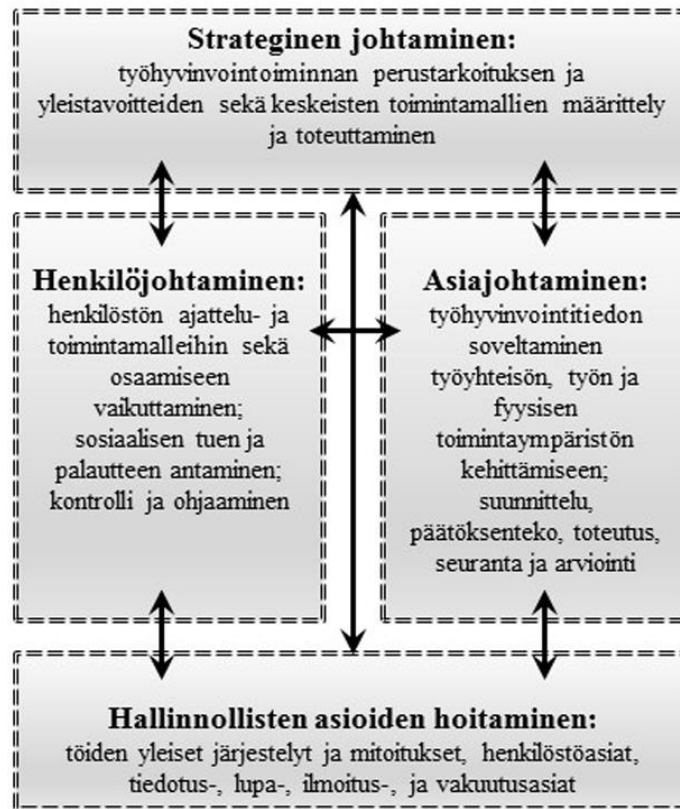 Strateginen johtaminen:
työhyvinvointoiminnan perustarkoituksen ja
yleistavoitteiden sekä keskeisten toimintamallien määrittely
ja toteuttaminen
Henkilöjohtaminen:
henkilöstön ajattelu- ja
toimintamalleihin sekä
osaamiseen
vaikuttaminen;
sosiaalisen tuen ja
palautteen antaminen;
kontrolli ja ohjaaminen
Asiajohtaminen:
työhyvinvointitiedon
soveltaminen
työyhteisön, työn ja
fyysisen
toimintaympäristön
kehittämiseen;
suunnittelu,
päätöksenteko, toteutus,
seuranta ja arviointi
Hallinnollisten asioiden hoitaminen:
töiden yleiset järjestelyt ja mitoitukset, henkilöstöasiat,
tiedotus-, lupa-, ilmoitus-, ja vakuutusasiat